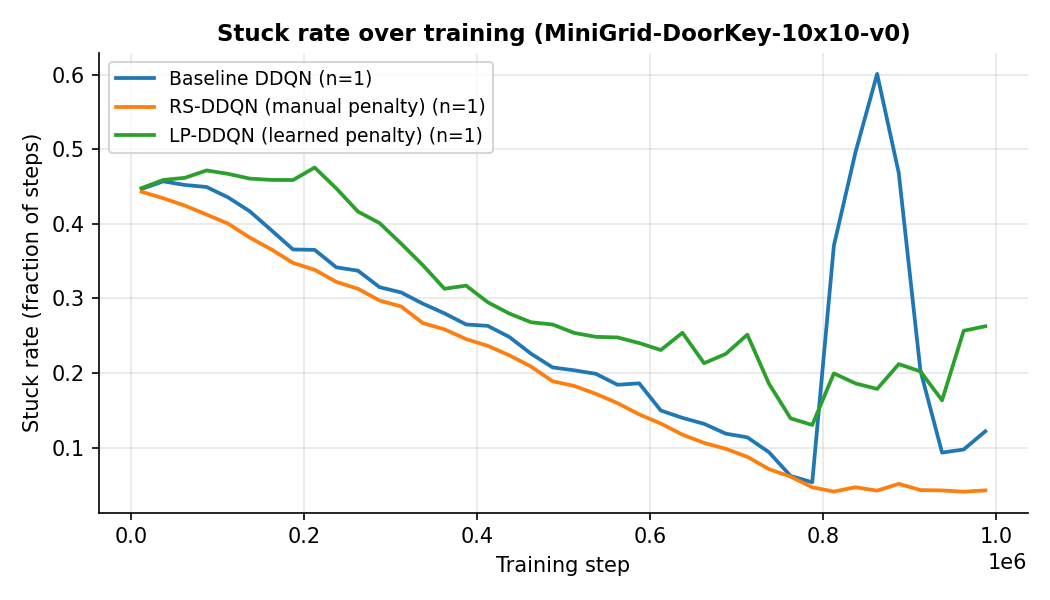 Stuck rate over training (MiniGrid-DoorKey-10x10-v0)
Baseline DDQN (n=1)
RS-DDQN (manual penalty) (n=1)
LP-DDQN (learned penalty) (n=1)
Stuck rate (fraction of steps)
0.6
0.5
0.4
0.3
0.2
0.1
0.0 0.2 0.4 0.6 0.8 1.0
1e6
Training step